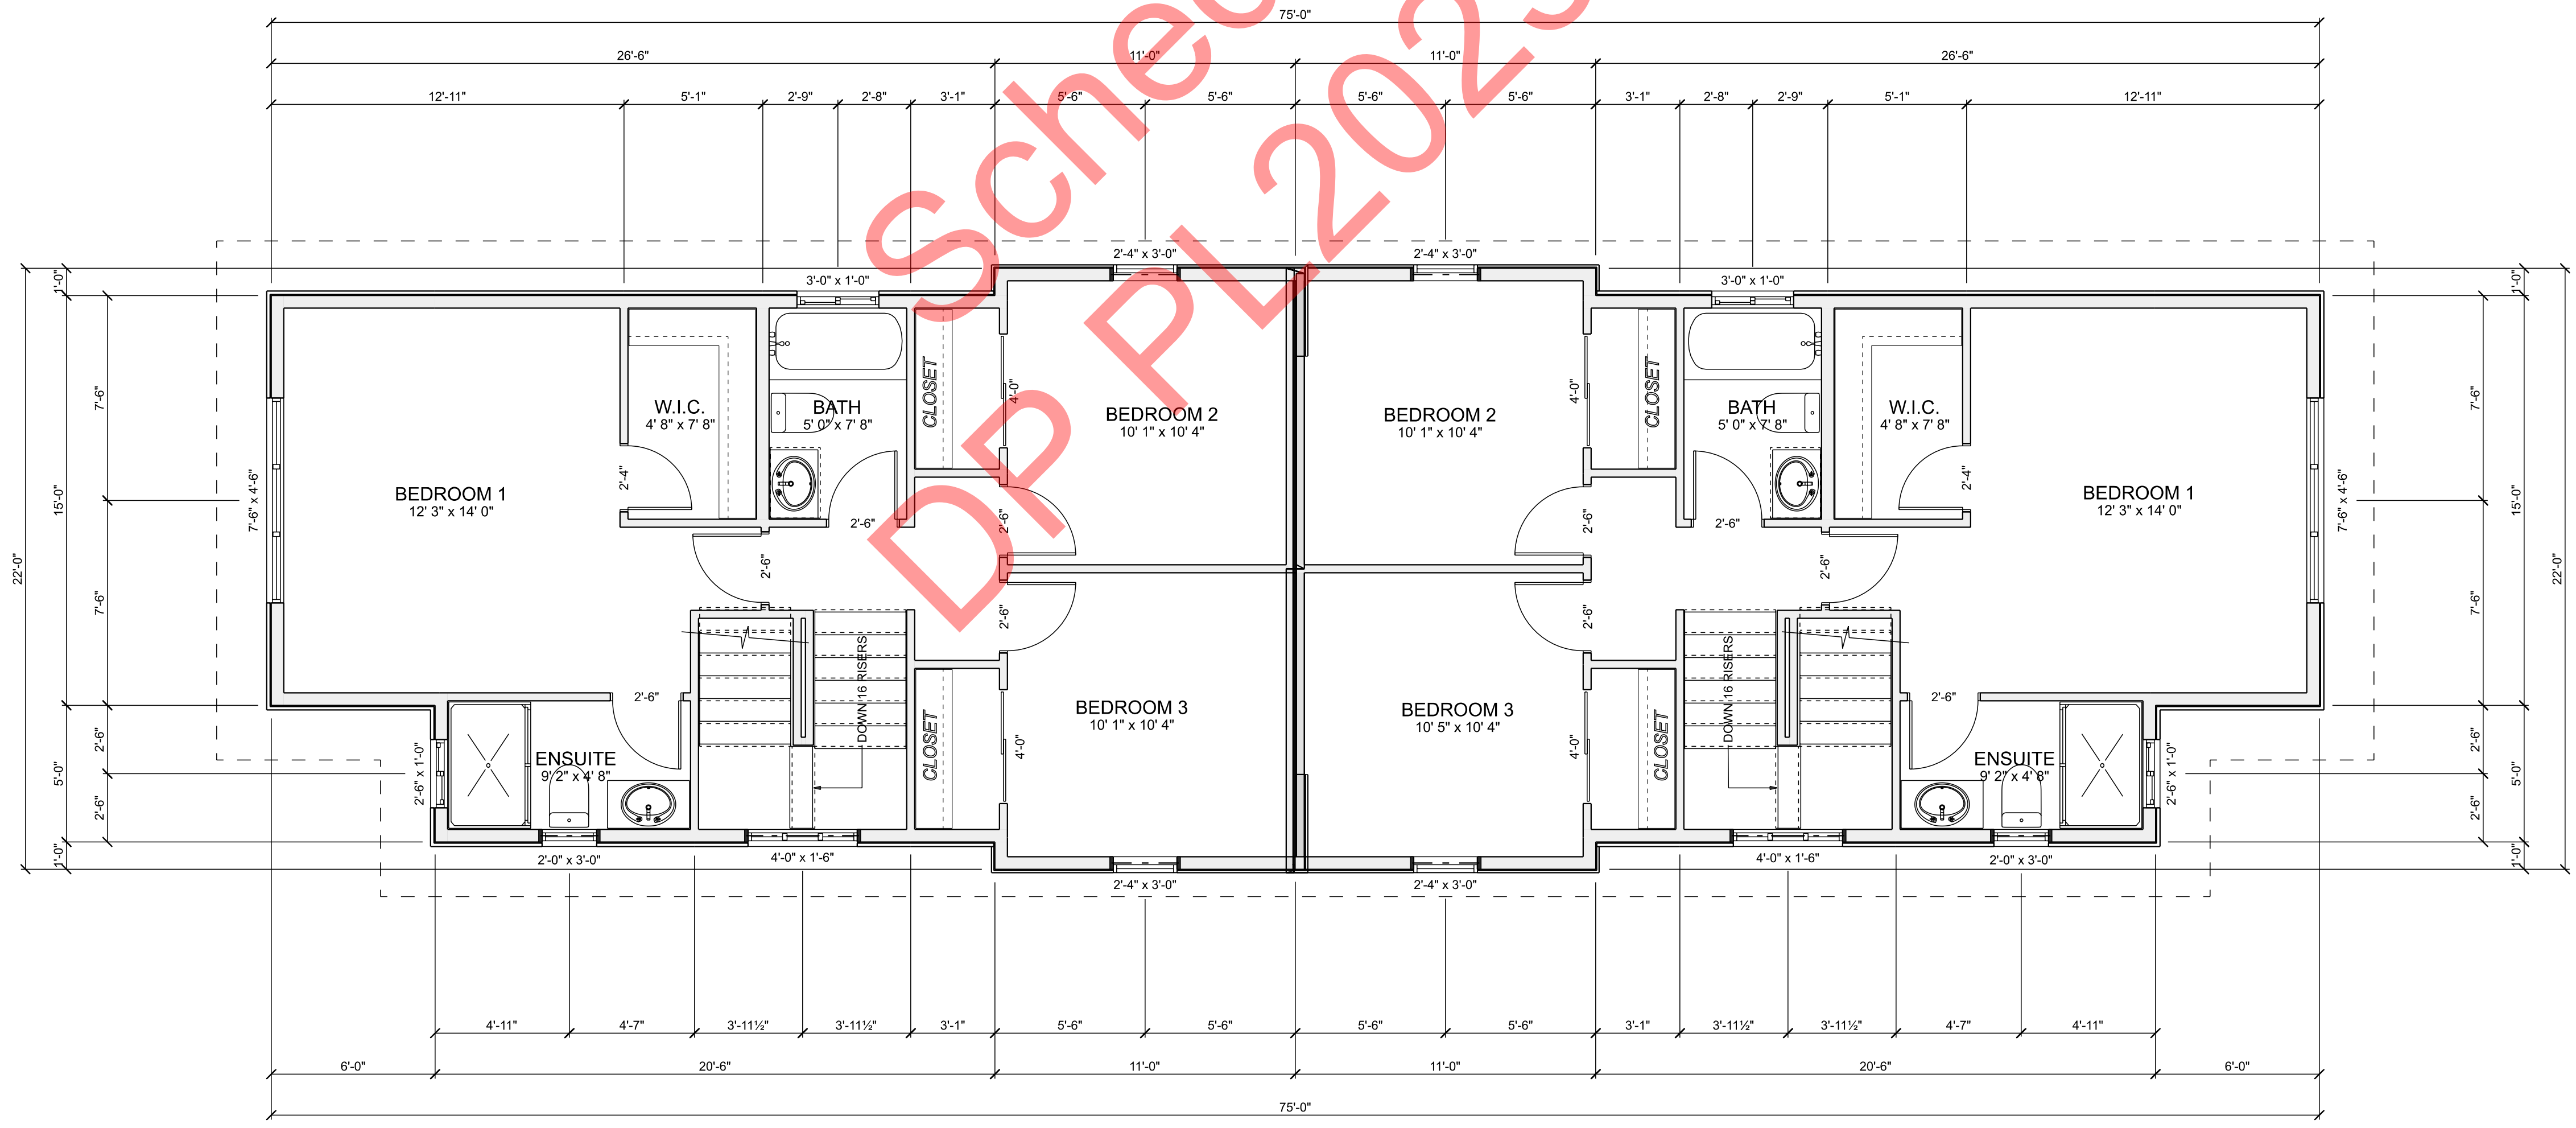 75'-0"
26'-6" 11'-0" 11'-0" 26'-6"
12'-11" 5'-1" 2'-9" 2'-8" 3'-1" 5'-6" 5'-6" 5'-6" 5'-6" 3'-1" 2'-8" 2'-9" 5'-1" 12'-11"
DP PL202
2'-4" x 3'-0" 2'-4" x 3'-0"
3'-0" x 1'-0" 3'-0" x 1'-0"
1'-0" 1'-0"
7'-6" 7'-6"
15'-0" 15'-0"
22'-0" 22'-0"
7'-6" x 4'-6" 7'-6" x 4'-6"
7'-6" 7'-6"
W.I.C.
4' 8" x 7' 8"
BATH
5' 0" x 7' 8"
CLOSET
4'-0"
BEDROOM 2
10' 1" x 10' 4"
BEDROOM 2
10' 1" x 10' 4"
4'-0"
CLOSET
BATH
5' 0" x 7' 8"
W.I.C.
4' 8" x 7' 8"
BEDROOM 1
12' 3" x 14' 0"
2'-4"
2'-6"
2'-6"
2'-6"
2'-6"
2'-6"
2'-6"
2'-4"
BEDROOM 1
12' 3" x 14' 0"
2'-6"
2'-6"
2'-6"
2'-6"
DOWN 16 RISERS
DOWN 16 RISERS
BEDROOM 3
10' 1" x 10' 4"
BEDROOM 3
10' 5" x 10' 4"
CLOSET
4'-0"
4'-0"
CLOSET
ENSUITE
9' 2" x 4' 8"
ENSUITE
9' 2" x 4' 8"
2'-6"
2'-6"
2'-6" x 1'-0" 2'-6" x 1'-0"
5'-0" 5'-0"
2'-6" 2'-6"
2'-6" 2'-6"
1'-0" 1'-0"
2'-0" x 3'-0" 4'-0" x 1'-6" 4'-0" x 1'-6" 2'-0" x 3'-0"
2'-4" x 3'-0" 2'-4" x 3'-0"
4'-11" 4'-7" 3'-11½" 3'-11½" 3'-1" 5'-6" 5'-6" 5'-6" 5'-6" 3'-1" 3'-11½" 3'-11½" 4'-7" 4'-11"
6'-0" 20'-6" 11'-0" 11'-0" 20'-6" 6'-0"
75'-0"